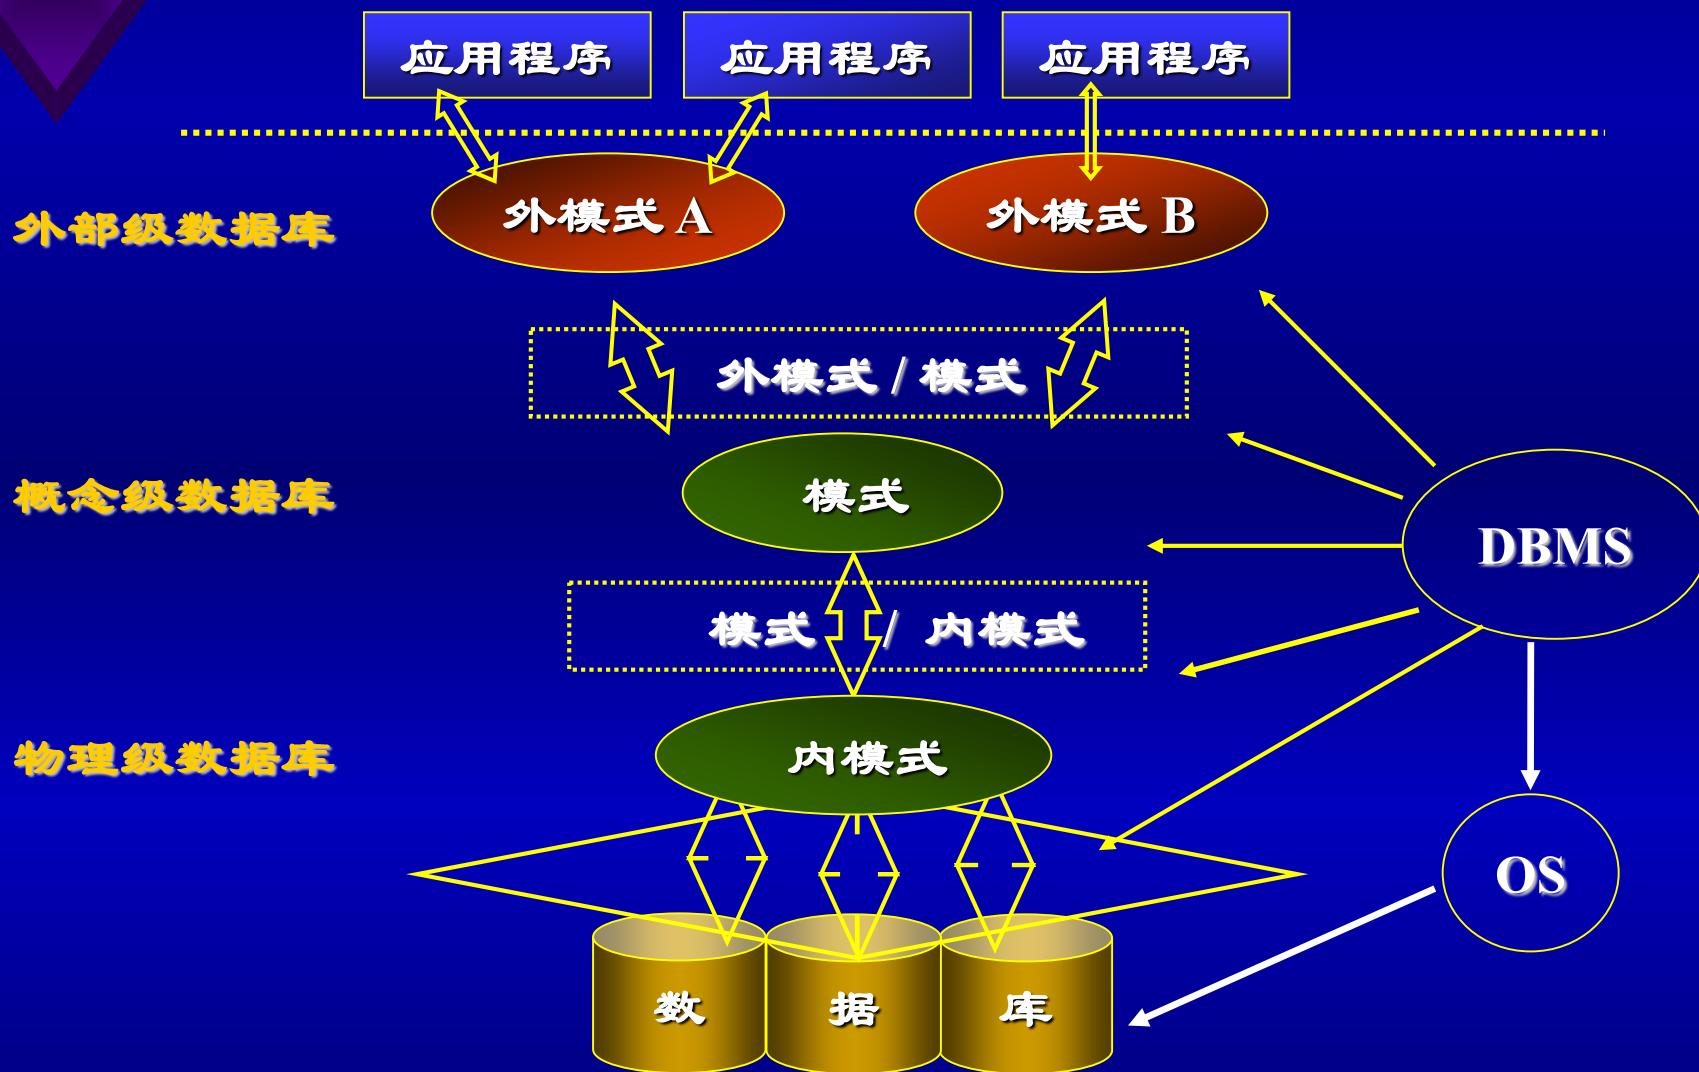 应用程序 应用程序 应用程序
外部级数据库 外模式 A 外模式 B
外模式 / 模式
概念级数据库 模式
DBMS
模式 / 内模式
物理级数据库 内模式
OS
数 据 库